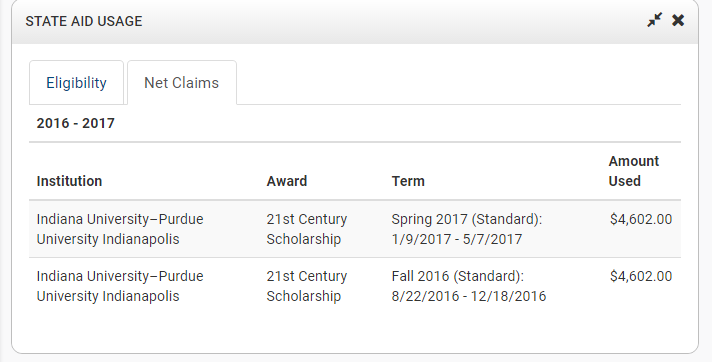 STATE AID USAGE
Eligibility
Net Claims
2016 - 2017
Institution
Award
Term
Amount
Used
Indiana University–Purdue
University Indianapolis
21st Century
Scholarship
Spring 2017 (Standard):
1/9/2017 - 5/7/2017
$4,602.00
Indiana University–Purdue
University Indianapolis
21st Century
Scholarship
Fall 2016 (Standard):
8/22/2016 - 12/18/2016
$4,602.00